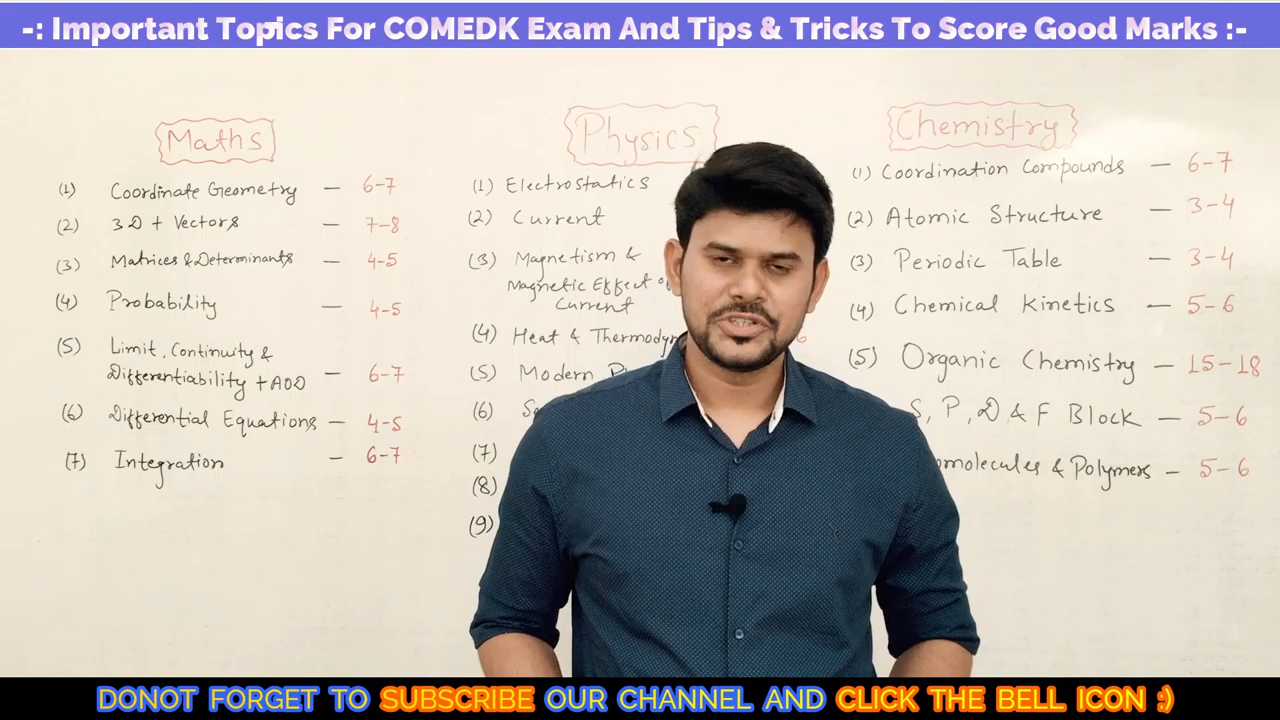 -: Important Topics For COMEDK Exam And Tips & Tricks To Score Good Marks :-
Maths
(1) Coordinate Geometry — 6-7
(2) 3D + Vectors — 7-8
(3) Matrices & Determinants — 4-5
(4) Probability — 4-5
(5) Limit, Continuity &
Differentiability + AOD — 6-7
(6) Differential Equations — 4-5
(7) Integration — 6-7
Physics
(1) Electrostatics
(2) Current
(3) Magnetism &
Magnetic Effect of
Current
(4) Heat &
(5) Modern
(6)
(7)
(8)
(9)
Chemistry
(1) Coordination Compounds — 6-7
(2) Atomic Structure — 3-4
(3) Periodic Table — 3-4
(4) Chemical Kinetics — 5-6
(5) Organic Chemistry — 15-18
S, P, D & F Block — 5-6
& Polymers — 5-6
DONOT FORGET TO SUBSCRIBE OUR CHANNEL AND CLICK THE BELL ICON :)